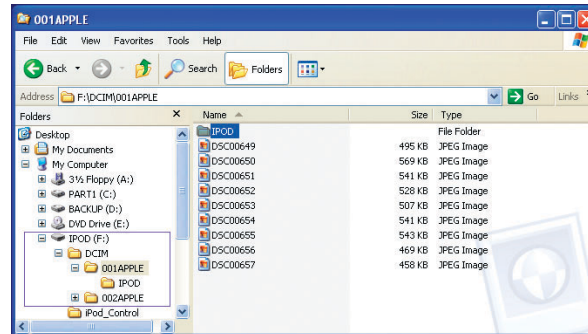 001APPLE
File Edit View Favorites Tools Help
Back Search Folders
Address F:\DCIM\001APPLE Go Links
Folders Name Size Type
Desktop
My Documents
My Computer
3½ Floppy (A:)
PART1 (C:)
BACKUP (D:)
DVD Drive (E:)
IPOD (F:)
DCIM
001APPLE
IPOD
002APPLE
iPod_Control
IPOD File Folder
DSC00649 495 KB JPEG Image
DSC00650 569 KB JPEG Image
DSC00651 541 KB JPEG Image
DSC00652 528 KB JPEG Image
DSC00653 507 KB JPEG Image
DSC00654 541 KB JPEG Image
DSC00655 543 KB JPEG Image
DSC00656 469 KB JPEG Image
DSC00657 458 KB JPEG Image